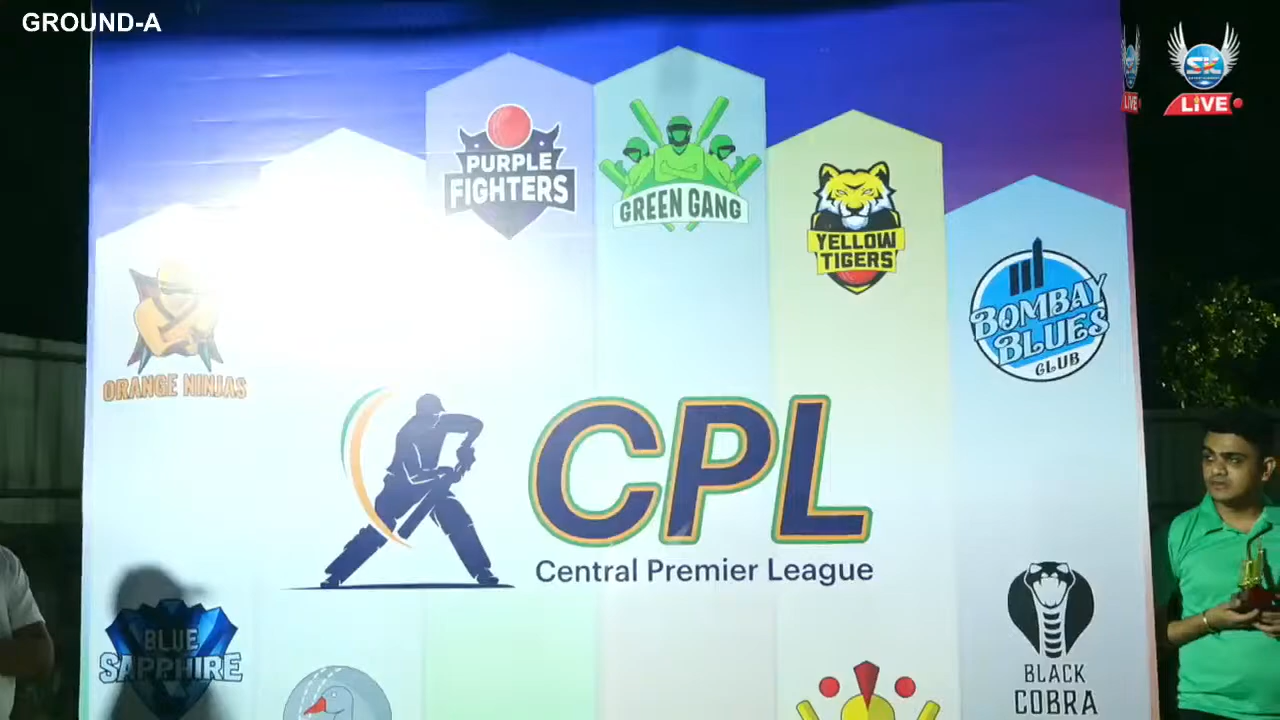 GROUND-A
SK
LIVE
PURPLE
FIGHTERS
GREEN GANG
YELLOW
TIGERS
BOMBAY
BLUES
CLUB
ORANGE NINJAS
CPL
Central Premier League
BLUE
SAPPHIRE
BLACK
COBRA